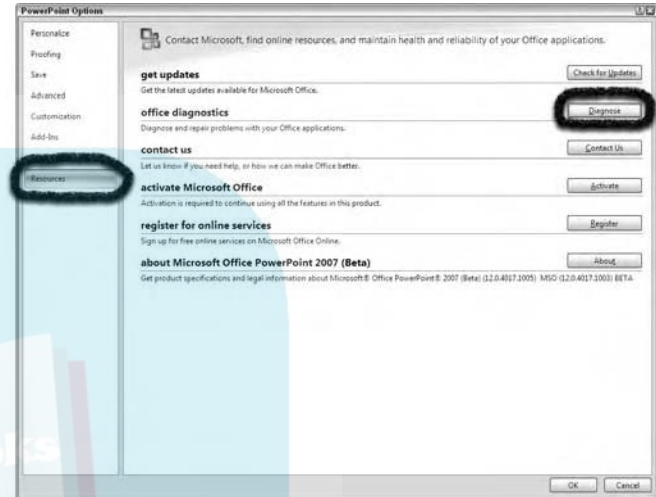 PowerPoint Options
Personalize
Proofing
Save
Advanced
Customization
Add-Ins
Resources
Contact Microsoft, find online resources, and maintain health and reliability of your Office applications.
get updates
Check for Updates
Get the latest updates available for Microsoft Office.
office diagnostics
Diagnose
Diagnose and repair problems with your Office applications.
contact us
Contact Us
Let us know if you need help, or how we can make Office better.
activate Microsoft Office
Activate
Activation is required to continue using all the features in this product.
register for online services
Register
Sign up for free online services on Microsoft Office Online.
about Microsoft Office PowerPoint 2007 (Beta)
About
Get product specifications and legal information about Microsoft® Office PowerPoint® 2007 (Beta) (12.0.4017.1005) MSO (12.0.4017.1003) BETA
OK
Cancel